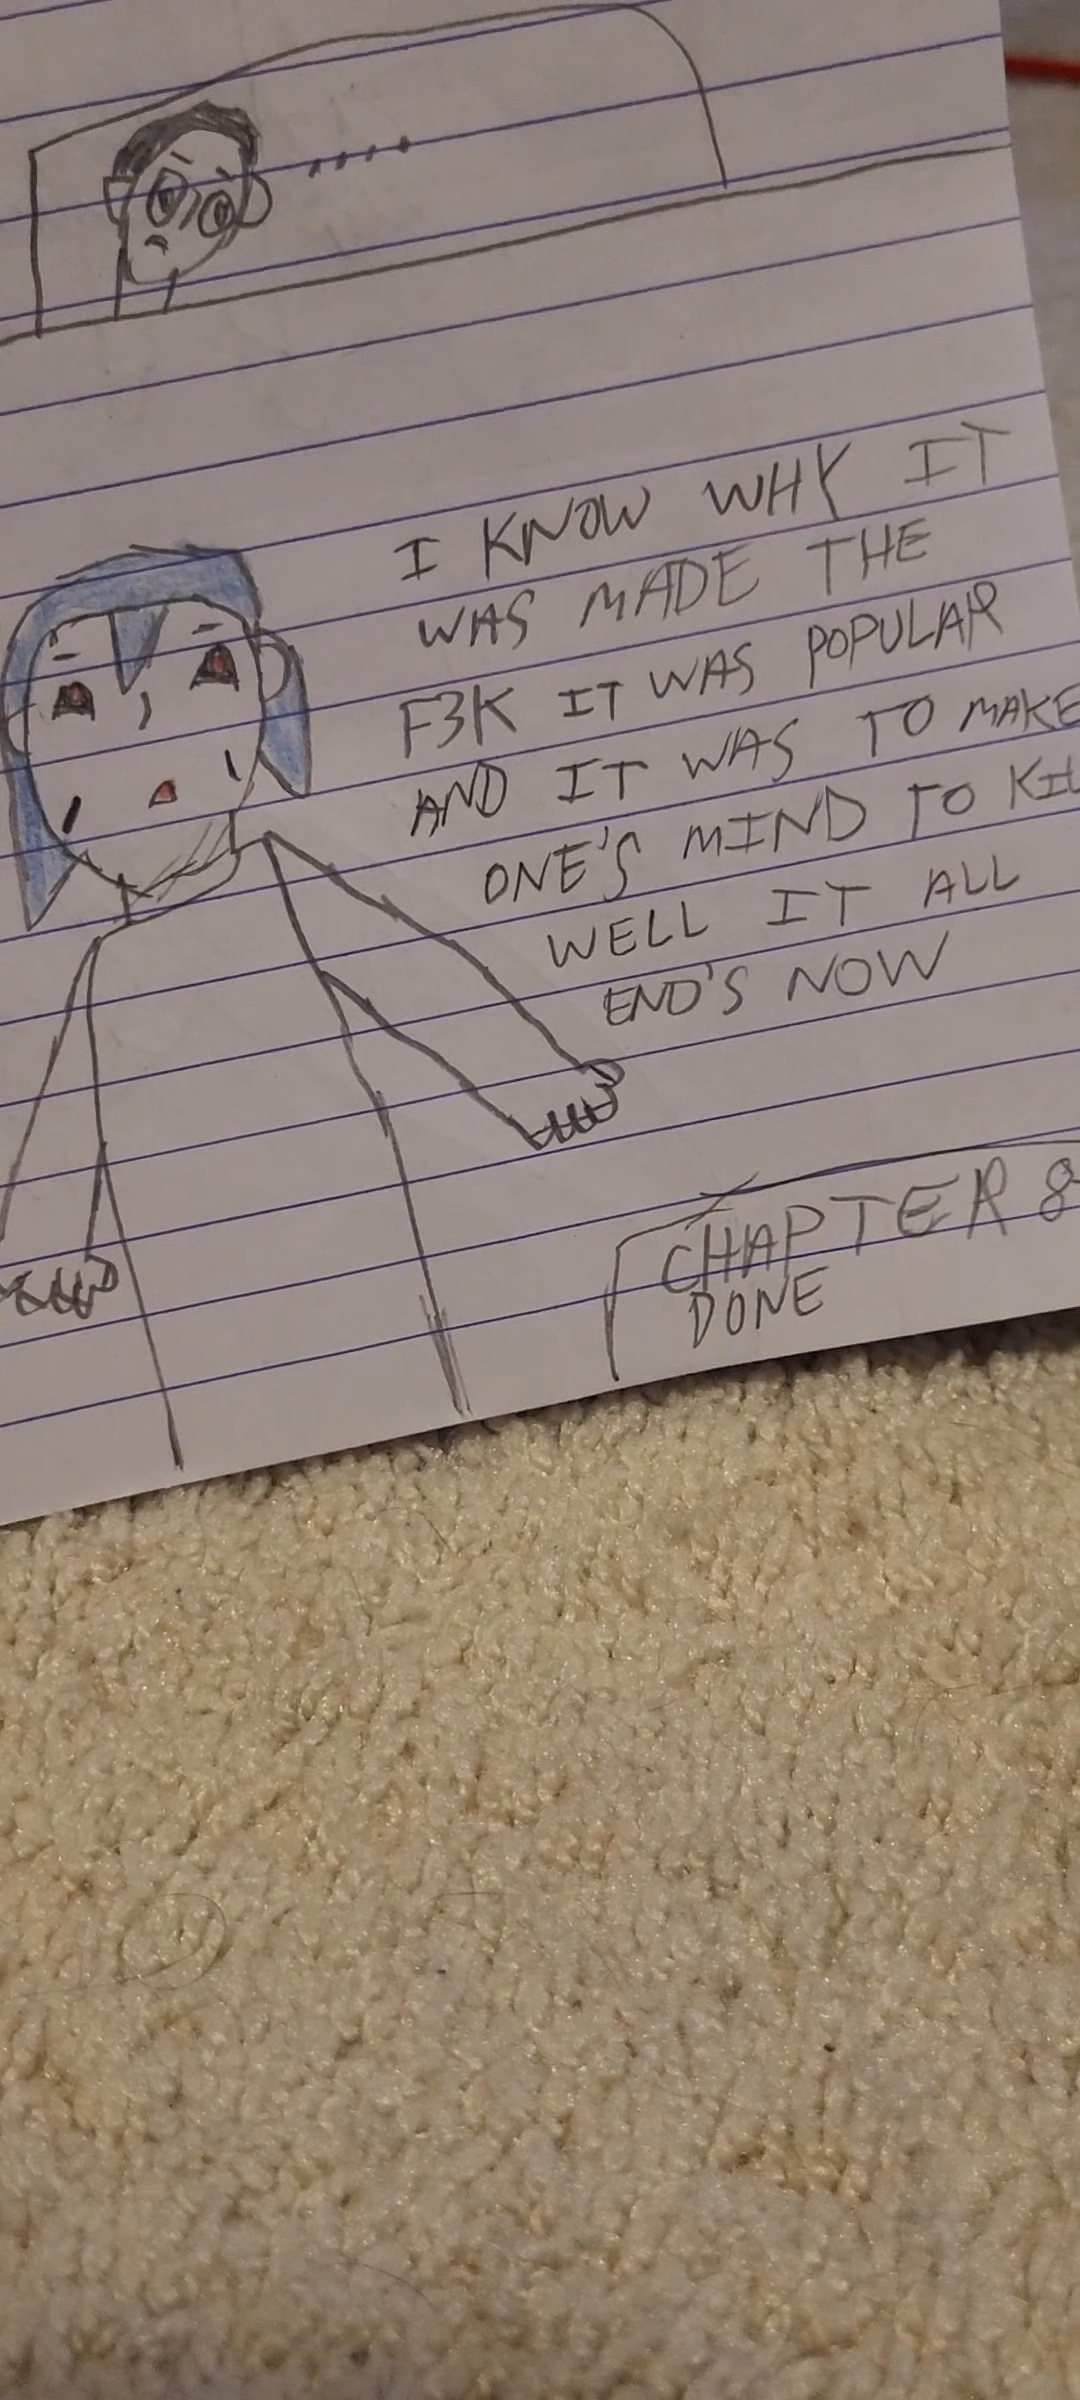 .....
I KNOW WHY IT
WAS MADE THE
F3K IT WAS POPULAR
AND IT WAS TO MAKE
ONE'S MIND TO
WELL IT ALL
END'S NOW
CHAPTER 8
DONE